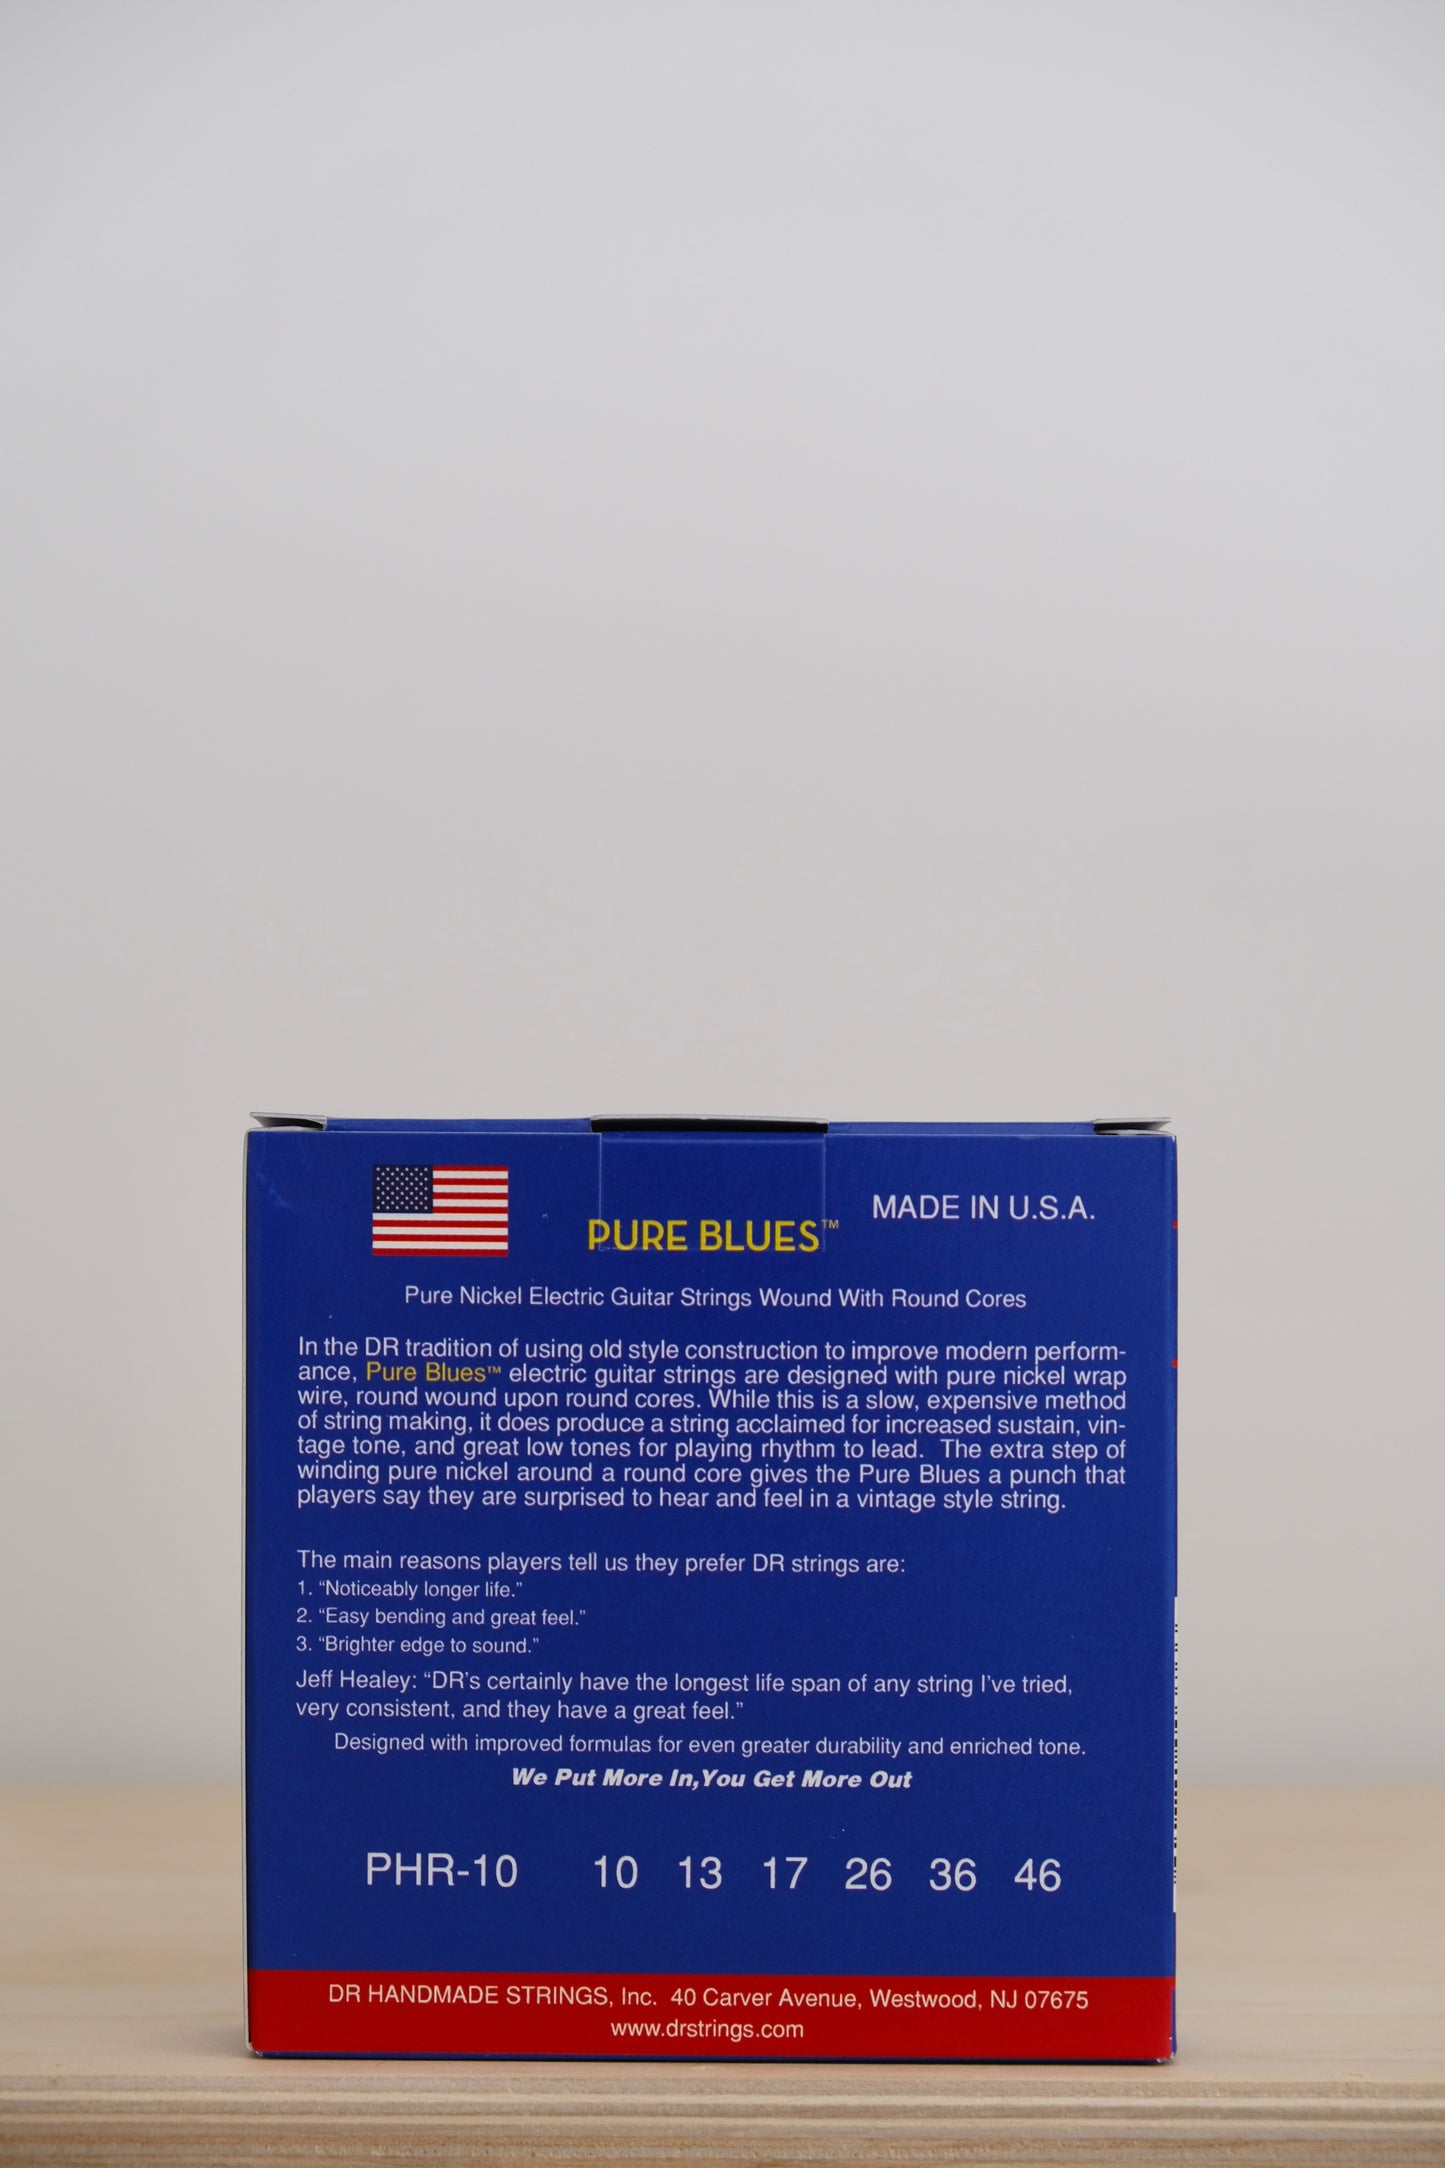 MADE IN U.S.A.
PURE BLUES™
Pure Nickel Electric Guitar Strings Wound With Round Cores
In the DR tradition of using old style construction to improve modern perform-
ance, Pure Blues™ electric guitar strings are designed with pure nickel wrap
wire, round wound upon round cores. While this is a slow, expensive method
of string making, it does produce a string acclaimed for increased sustain, vin-
tage tone, and great low tones for playing rhythm to lead.  The extra step of
winding pure nickel around a round core gives the Pure Blues a punch that
players say they are surprised to hear and feel in a vintage style string.
The main reasons players tell us they prefer DR strings are:
1. “Noticeably longer life.”
2. “Easy bending and great feel.”
3. “Brighter edge to sound.”
Jeff Healey: “DR’s certainly have the longest life span of any string I’ve tried,
very consistent, and they have a great feel.”
Designed with improved formulas for even greater durability and enriched tone.
We Put More In,You Get More Out
PHR-10 10 13 17 26 36 46
DR HANDMADE STRINGS, Inc.  40 Carver Avenue, Westwood, NJ 07675
www.drstrings.com